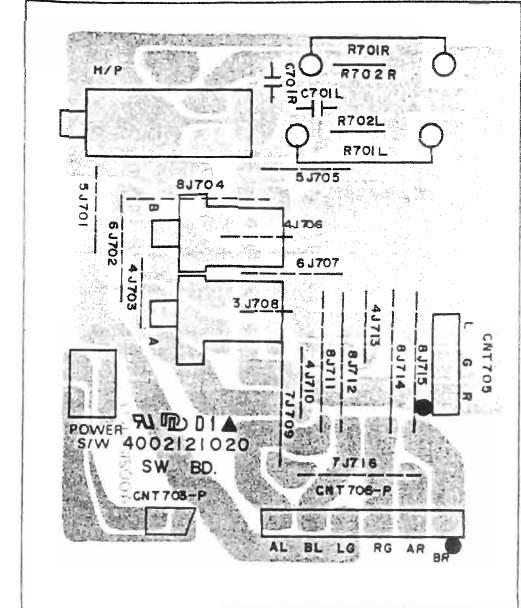 H/P
R701R
R702R
C701R
C701L
R702L
R701L
5J705
5J701
8J704
B
6J702
4J706
6J707
4J703
A
3J708
4J713
L
G
R
CNT705
4J710
8J711
8J712
8J714
8J715
7J709
POWER
S/W
4002121020
SW BD.
7J716
CNT703-P
CNT706-P
AL BL LG RG AR BR